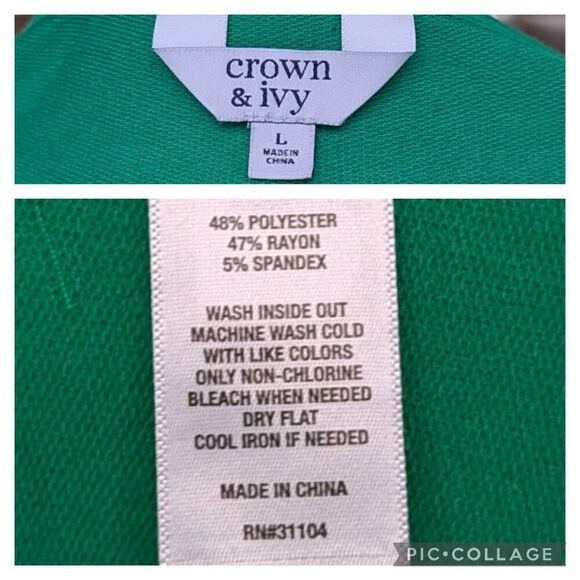 crown
& ivy
L
MADE IN
CHINA
48% POLYESTER
47% RAYON
5% SPANDEX
WASH INSIDE OUT
MACHINE WASH COLD
WITH LIKE COLORS
ONLY NON-CHLORINE
BLEACH WHEN NEEDED
DRY FLAT
COOL IRON IF NEEDED
MADE IN CHINA
RN#31104
PIC•COLLAGE